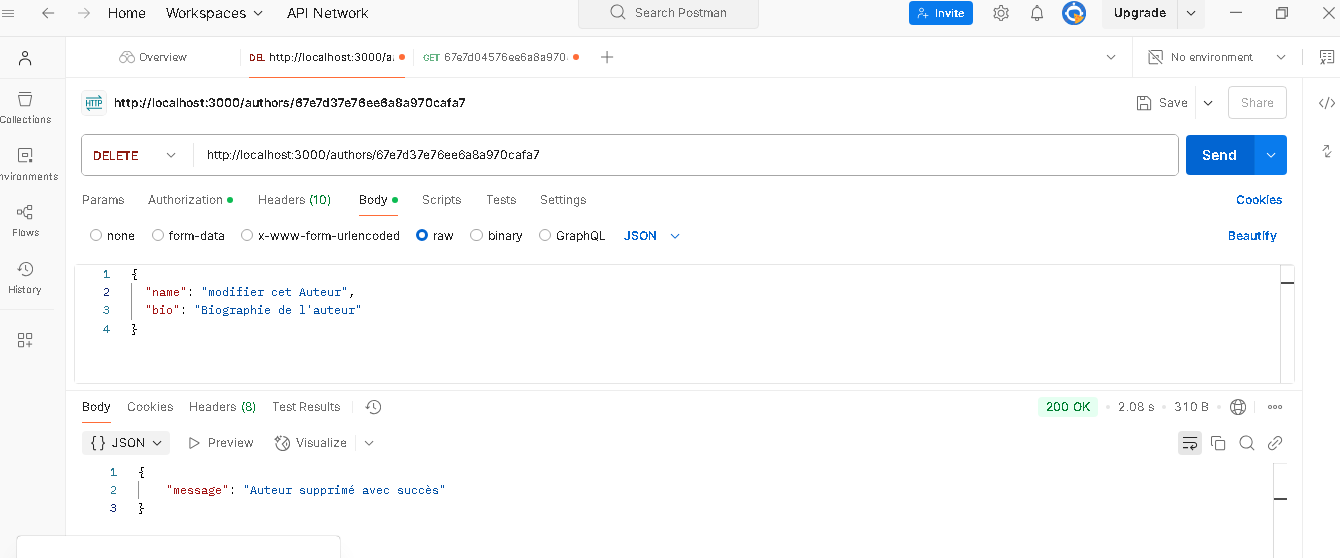 Home Workspaces API Network Search Postman Invite Upgrade
Overview DEL http://localhost:3000/a GET 67e7d04576ee6a8a970 No environment
HTTP http://localhost:3000/authors/67e7d37e76ee6a8a970cafa7 Save Share
DELETE http://localhost:3000/authors/67e7d37e76ee6a8a970cafa7 Send
Params Authorization Headers (10) Body Scripts Tests Settings Cookies
none form-data x-www-form-urlencoded raw binary GraphQL JSON Beautify
1 {
2 "name": "modifier cet Auteur",
3 "bio": "Biographie de l'auteur"
4 }
Collections
nvironments
Flows
History
Body Cookies Headers (8) Test Results 200 OK 2.08 s 310 B
{} JSON Preview Visualize
1 {
2 "message": "Auteur supprimé avec succès"
3 }